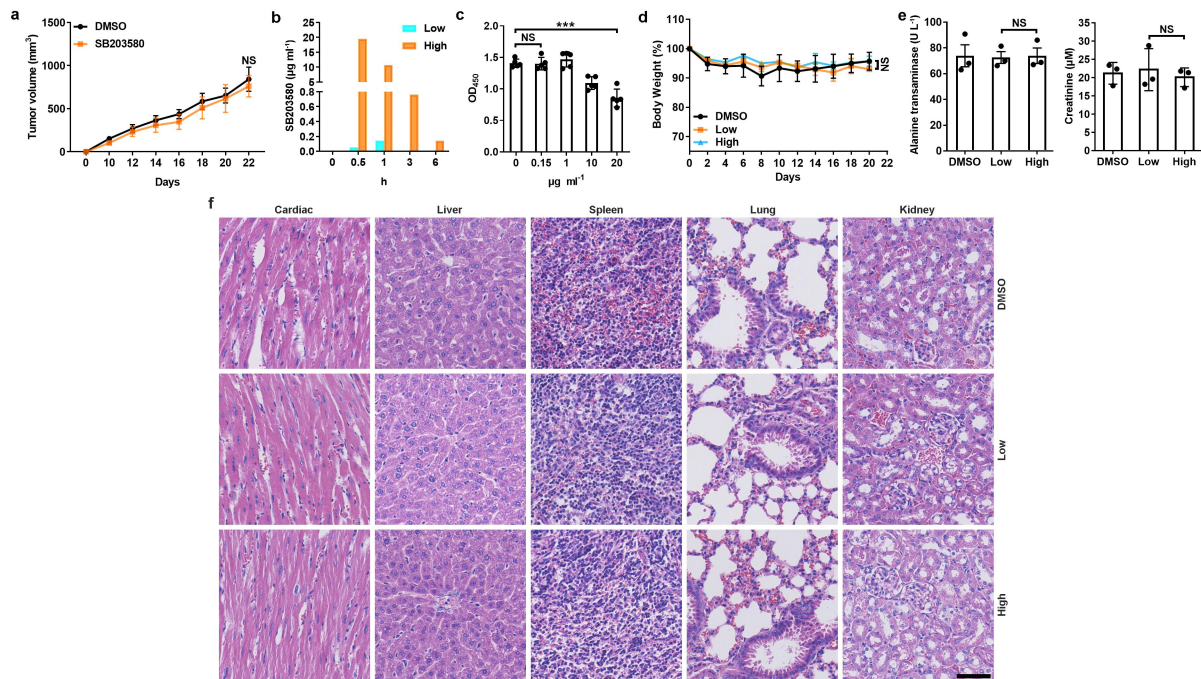 a
Tumor volume (mm³)
1500
1000
500
0
DMSO
SB203580
NS
0 10 12 14 16 18 20 22
Days
b
SB203580 (µg ml⁻¹)
Low
High
25
20
15
10
5
0.8
0.6
0.4
0.2
0.0
0 0.5 1 3 6
h
c
OD₄₅₀
***
NS
2.0
1.5
1.0
0.5
0.0
0 0.15 1 10 20
µg ml⁻¹
d
Body Weight (%)
110
100
90
80
70
DMSO
Low
High
NS
0 2 4 6 8 10 12 14 16 18 20 22
Days
e
Alanine transaminase (U L⁻¹)
100
80
60
40
20
0
NS
DMSO Low High
Creatinine (µM)
40
30
20
10
0
NS
DMSO Low High
f
Cardiac Liver Spleen Lung Kidney
DMSO
Low
High